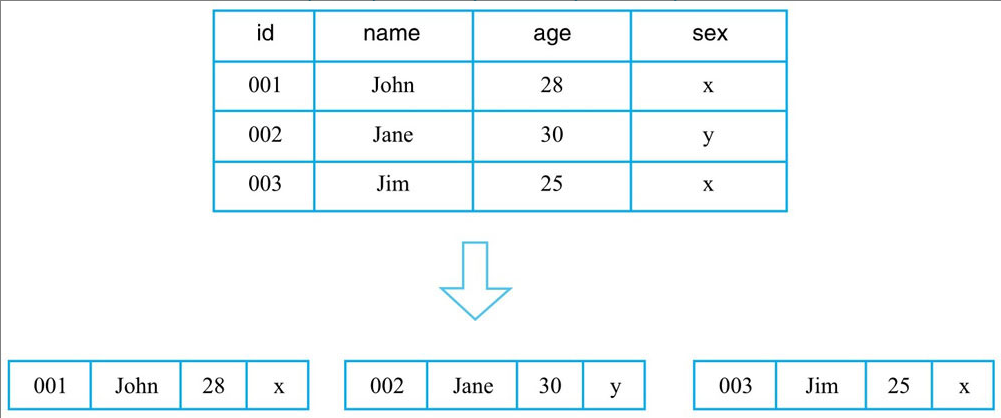 id name age sex
001 John 28 x
002 Jane 30 y
003 Jim 25 x
001 John 28 x 002 Jane 30 y 003 Jim 25 x